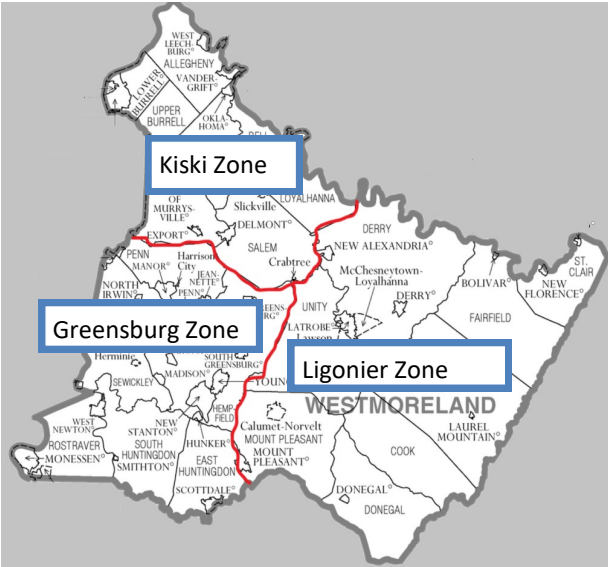 WEST
LEECH-
BURG°
ALLEGHENY
LOWER
BURRELL°
VANDER-
GRIFT°
UPPER
BURRELL
OKLA-
HOMA°
Kiski Zone
LOYALHANNA
OF
MURRYS-
VILLE°
Slickville
DELMONT°
EXPORT°
SALEM
DERRY
NEW ALEXANDRIA°
PENN
MANOR°
Harrison
City
JEAN-
NETTE°
Crabtree
McChesneytown-
Loyalhanna
ST.
CLAIR
NORTH
IRWIN°
PENN°
UNITY
DERRY°
BOLIVAR°
NEW
FLORENCE°
FAIRFIELD
Greensburg Zone
LATROBE°
Lawson
Herminie
SOUTH
GREENSBURG°
Ligonier Zone
MADISON°
SEWICKLEY
HEMP-
FIELD
WESTMORELAND
WEST
NEWTON°
NEW
STANTON°
Calumet-Norvelt
LAUREL
MOUNTAIN°
ROSTRAVER
SOUTH
HUNTINGDON
HUNKER°
MOUNT PLEASANT
COOK
MONESSEN°
SMITHTON°
EAST
HUNTINGDON
MOUNT
PLEASANT°
SCOTTDALE°
DONEGAL°
DONEGAL